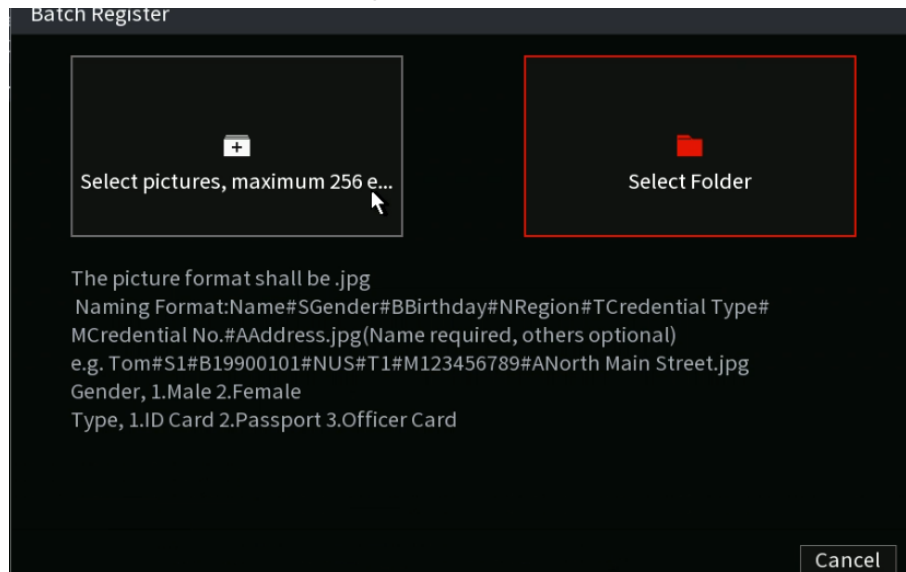 Batch Register
Select pictures, maximum 256 e...
Select Folder
The picture format shall be .jpg
Naming Format:Name#SGender#BBirthday#NRegion#TCredential Type#
MCredential No.#AAddress.jpg(Name required, others optional)
e.g. Tom#S1#B19900101#NUS#T1#M123456789#ANorth Main Street.jpg
Gender, 1.Male 2.Female
Type, 1.ID Card 2.Passport 3.Officer Card
Cancel